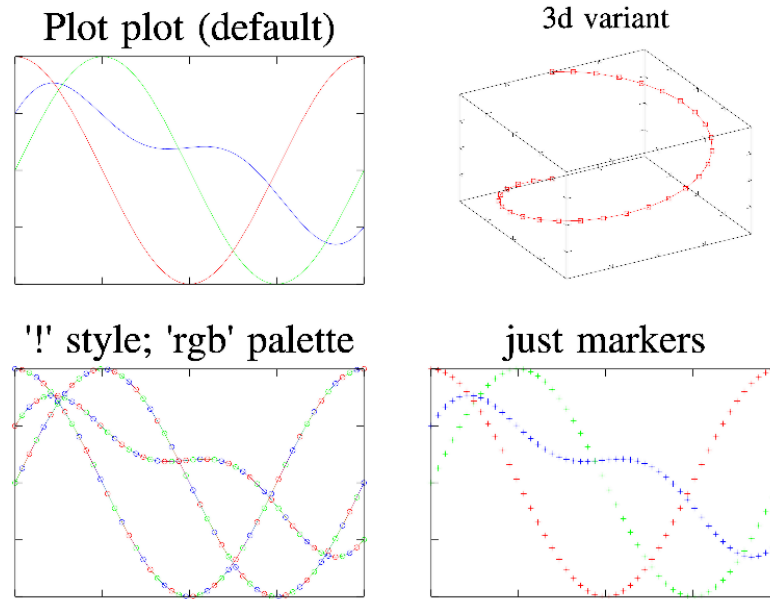 Plot plot (default)
3d variant
'!' style; 'rgb' palette
just markers